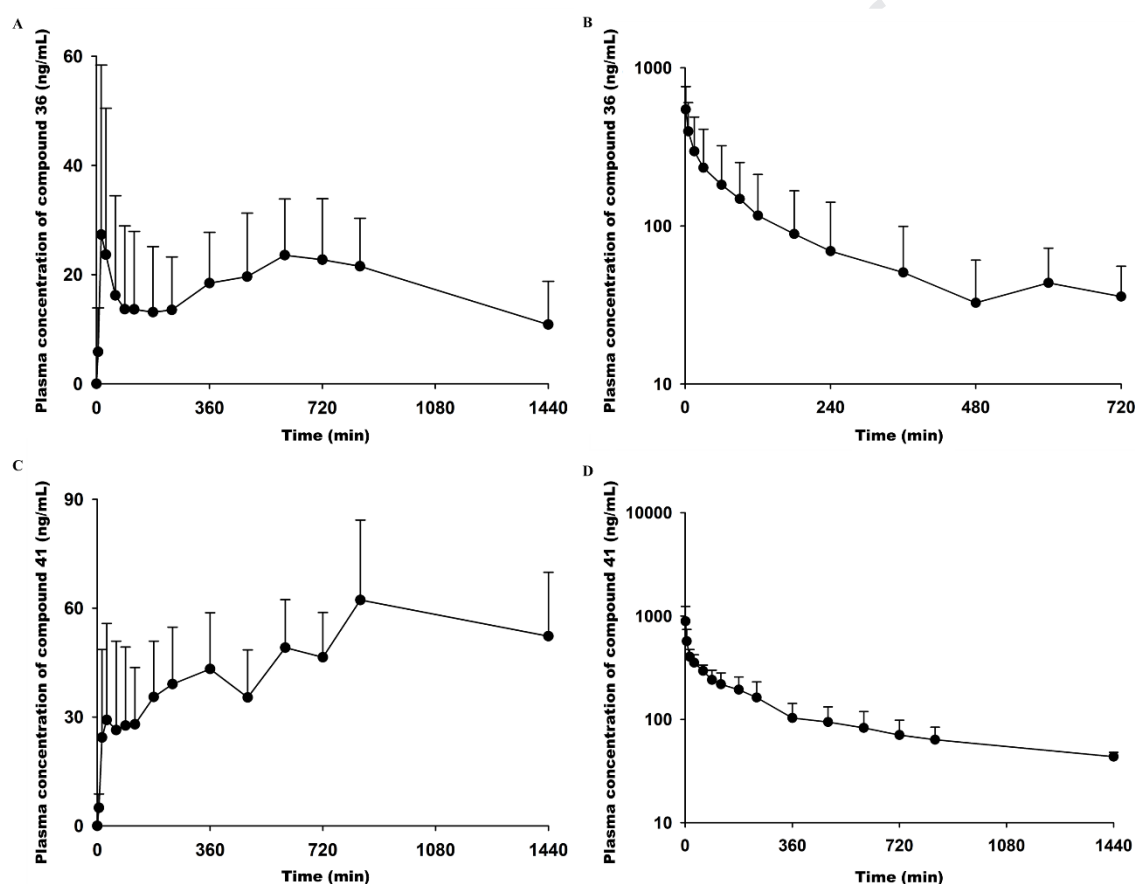 A
Plasma concentration of compound 36 (ng/mL)
60
40
20
0
0 360 720 1080 1440
Time (min)
B
Plasma concentration of compound 36 (ng/mL)
1000
100
10
0 240 480 720
Time (min)
C
Plasma concentration of compound 41 (ng/mL)
90
60
30
0
0 360 720 1080 1440
Time (min)
D
Plasma concentration of compound 41 (ng/mL)
10000
1000
100
10
0 360 720 1080 1440
Time (min)